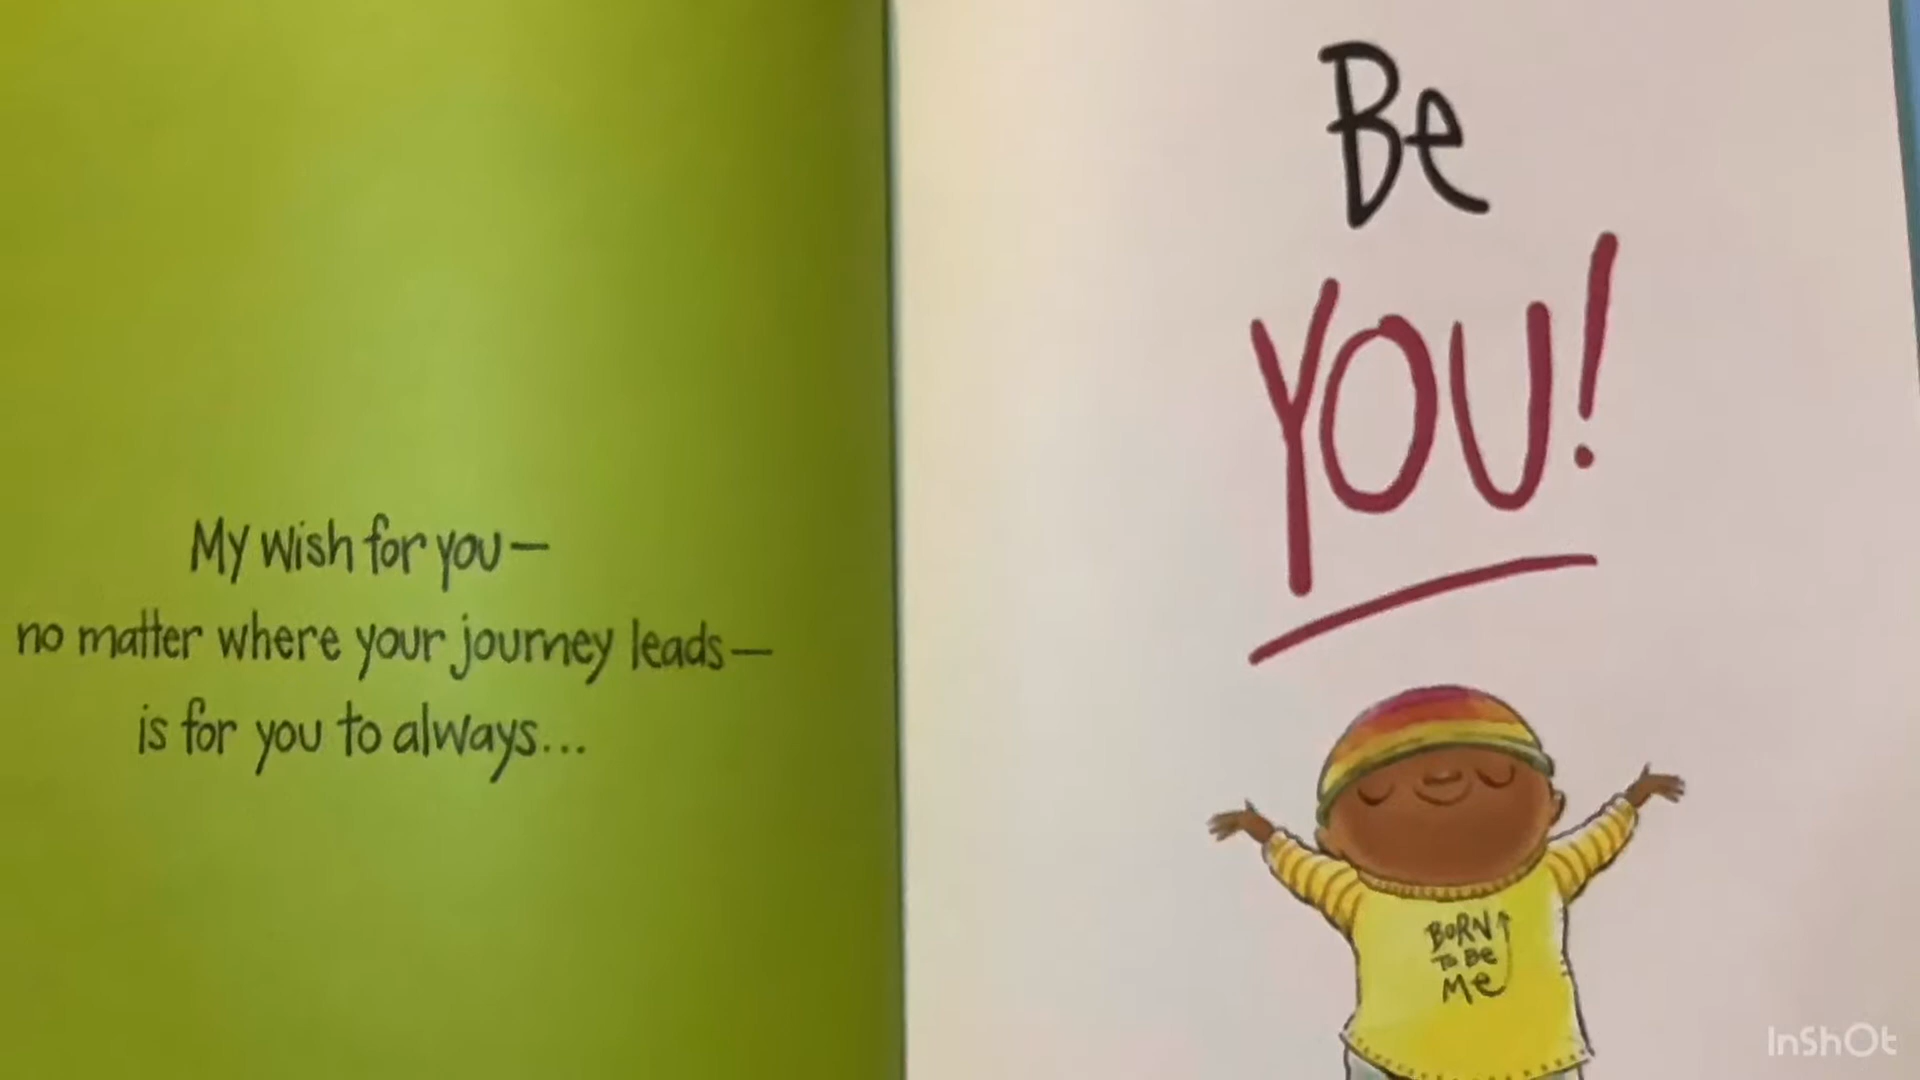 My wish for you—
no matter where your journey leads—
is for you to always...
Be
YOU!
BORN
TO BE
Me
InShOt